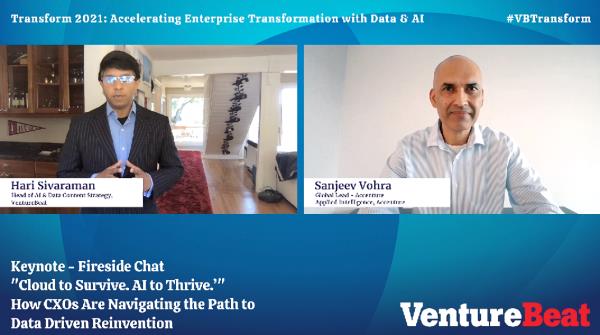 Transform 2021: Accelerating Enterprise Transformation with Data & AI
#VBTransform
Hari Sivaraman
Head of AI & Data Content Strategy,
VentureBeat
Sanjeev Vohra
Global Lead - Accenture
Applied Intelligence, Accenture
Keynote - Fireside Chat
"Cloud to Survive. AI to Thrive.'"
How CXOs Are Navigating the Path to
Data Driven Reinvention
VentureBeat